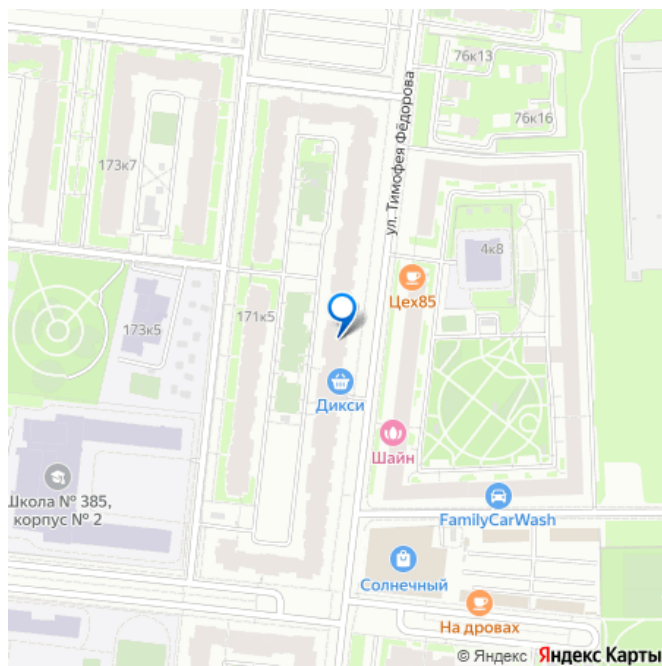 76к13
ул. Тимофея Фёдорова
76к16
173к7
4к8
Цех85
171к5
173к5
Дикси
Шайн
Школа № 385,
корпус № 2
FamilyCarWash
Солнечный
На дровах
© Яндекс Яндекс Карты